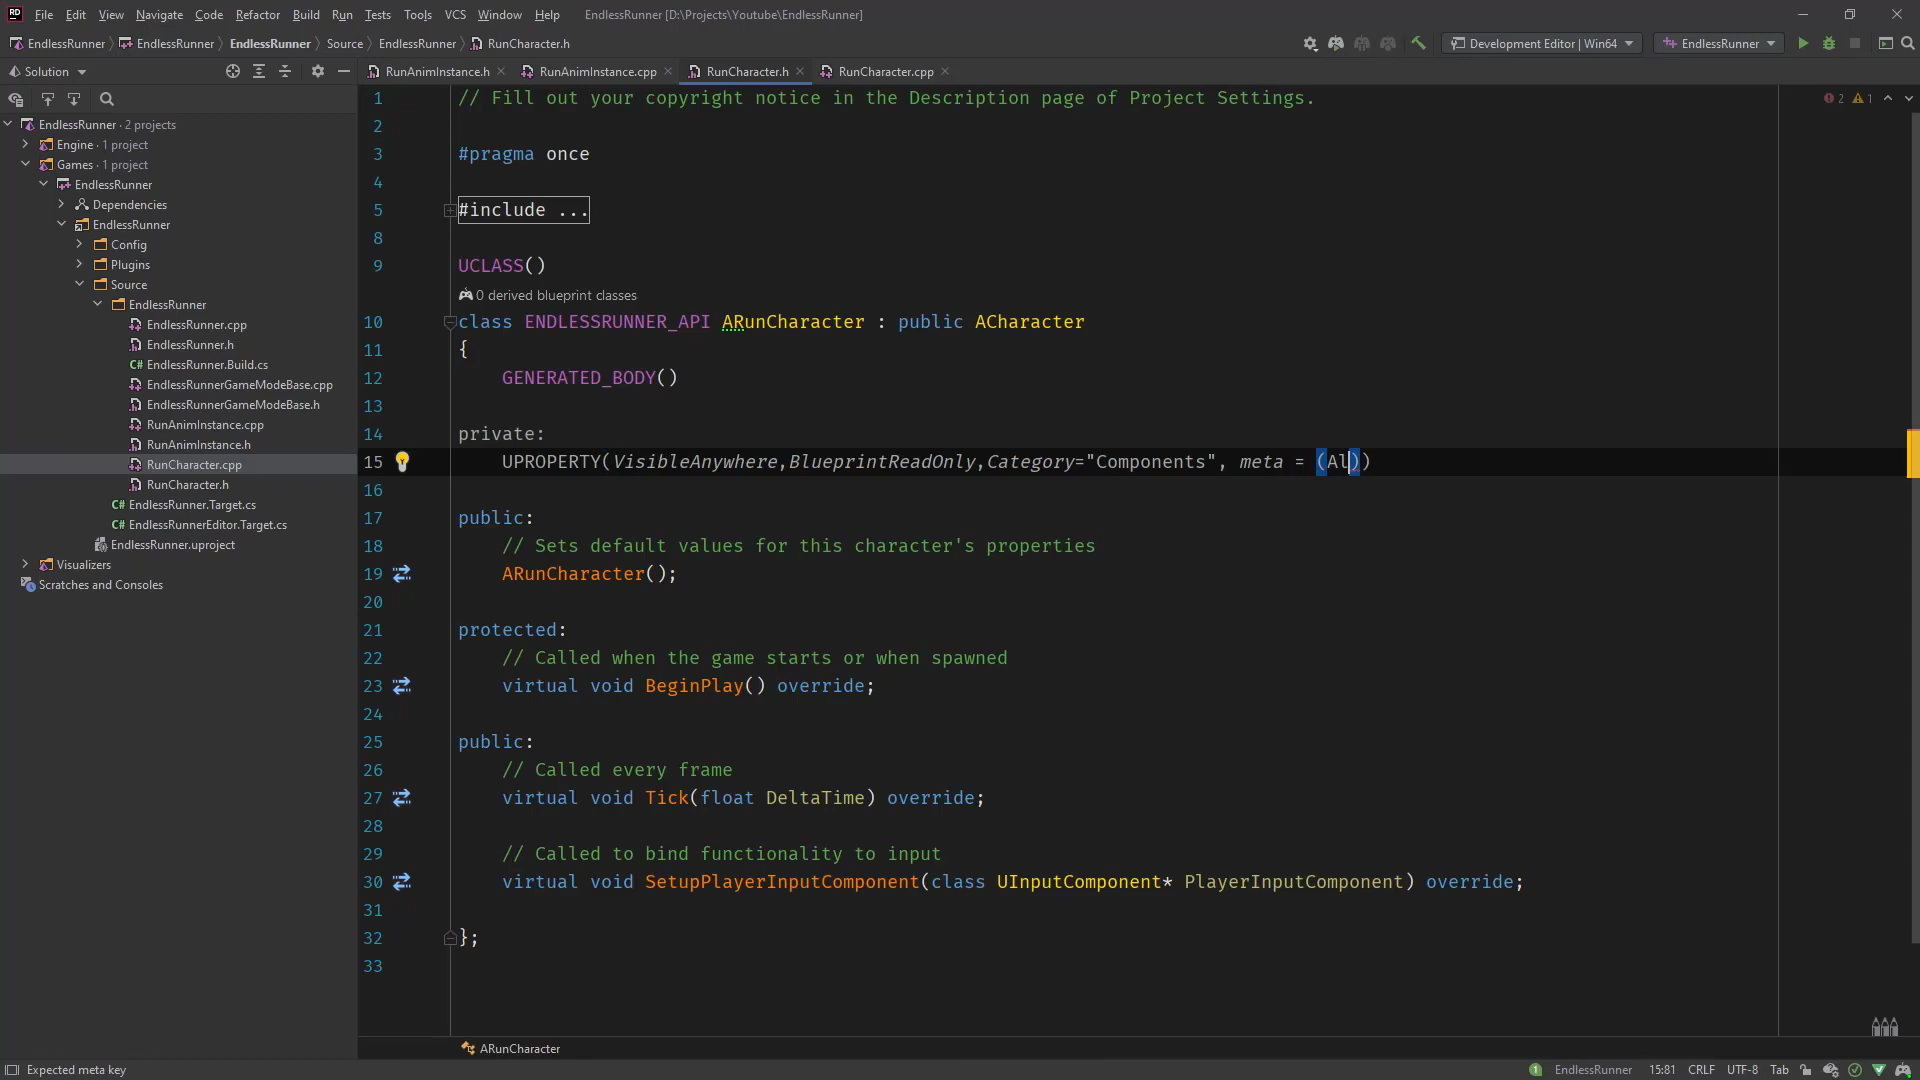 RD File Edit View Navigate Code Refactor Build Run Tests Tools VCS Window Help EndlessRunner [D:\Projects\Youtube\EndlessRunner]
EndlessRunner EndlessRunner EndlessRunner Source EndlessRunner RunCharacter.h Development Editor | Win64 EndlessRunner
Solution RunAnimInstance.h RunAnimInstance.cpp RunCharacter.h RunCharacter.cpp
EndlessRunner · 2 projects
Engine · 1 project
Games · 1 project
EndlessRunner
Dependencies
EndlessRunner
Config
Plugins
Source
EndlessRunner
EndlessRunner.cpp
EndlessRunner.h
C# EndlessRunner.Build.cs
EndlessRunnerGameModeBase.cpp
EndlessRunnerGameModeBase.h
RunAnimInstance.cpp
RunAnimInstance.h
RunCharacter.cpp
RunCharacter.h
C# EndlessRunner.Target.cs
C# EndlessRunnerEditor.Target.cs
EndlessRunner.uproject
Visualizers
Scratches and Consoles
1 // Fill out your copyright notice in the Description page of Project Settings. 2 1
2
3 #pragma once
4
5 #include ...
8
9 UCLASS()
0 derived blueprint classes
10 class ENDLESSRUNNER_API ARunCharacter : public ACharacter
11 {
12 GENERATED_BODY()
13
14 private:
15 UPROPERTY(VisibleAnywhere,BlueprintReadOnly,Category="Components", meta = (Al))
16
17 public:
18 // Sets default values for this character's properties
19 ARunCharacter();
20
21 protected:
22 // Called when the game starts or when spawned
23 virtual void BeginPlay() override;
24
25 public:
26 // Called every frame
27 virtual void Tick(float DeltaTime) override;
28
29 // Called to bind functionality to input
30 virtual void SetupPlayerInputComponent(class UInputComponent* PlayerInputComponent) override;
31
32 };
33
ARunCharacter
Expected meta key 1 EndlessRunner 15:81 CRLF UTF-8 Tab